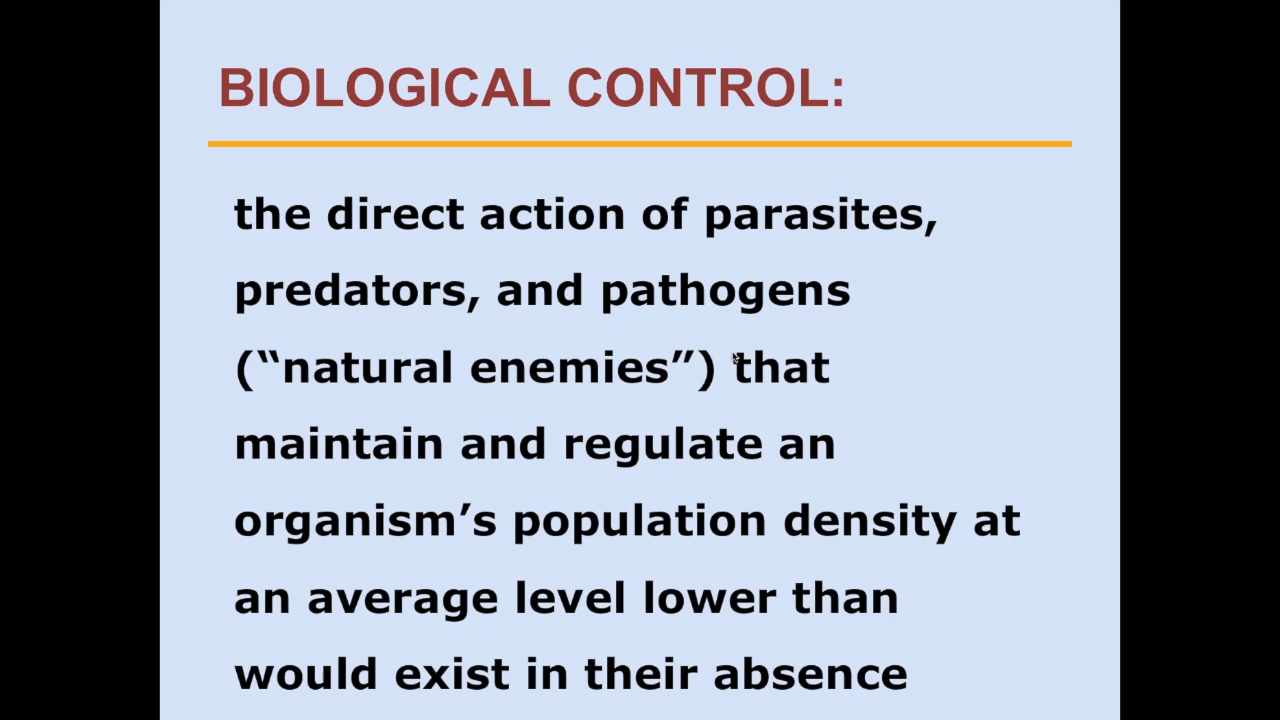 BIOLOGICAL CONTROL:
the direct action of parasites,
predators, and pathogens
(“natural enemies”) that
maintain and regulate an
organism’s population density at
an average level lower than
would exist in their absence